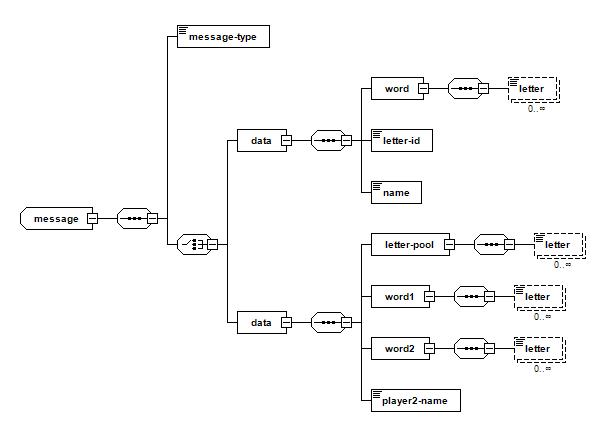 message-type
word
letter
0..∞
data
letter-id
name
message
letter-pool
letter
0..∞
data
word1
letter
0..∞
word2
letter
0..∞
player2-name